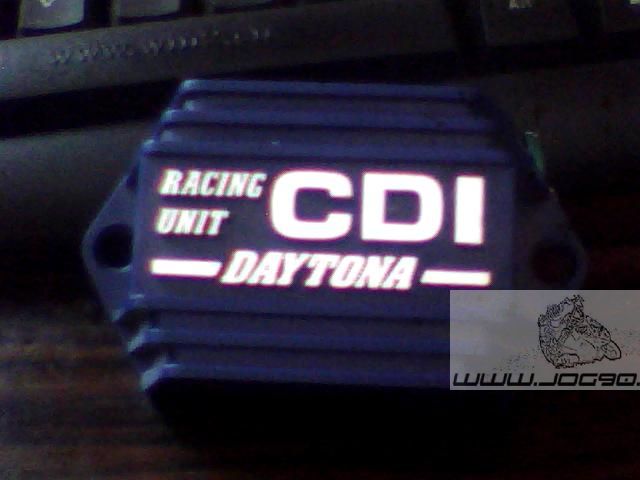 RACING
UNIT
CDI
DAYTONA
WWW.JOG90.